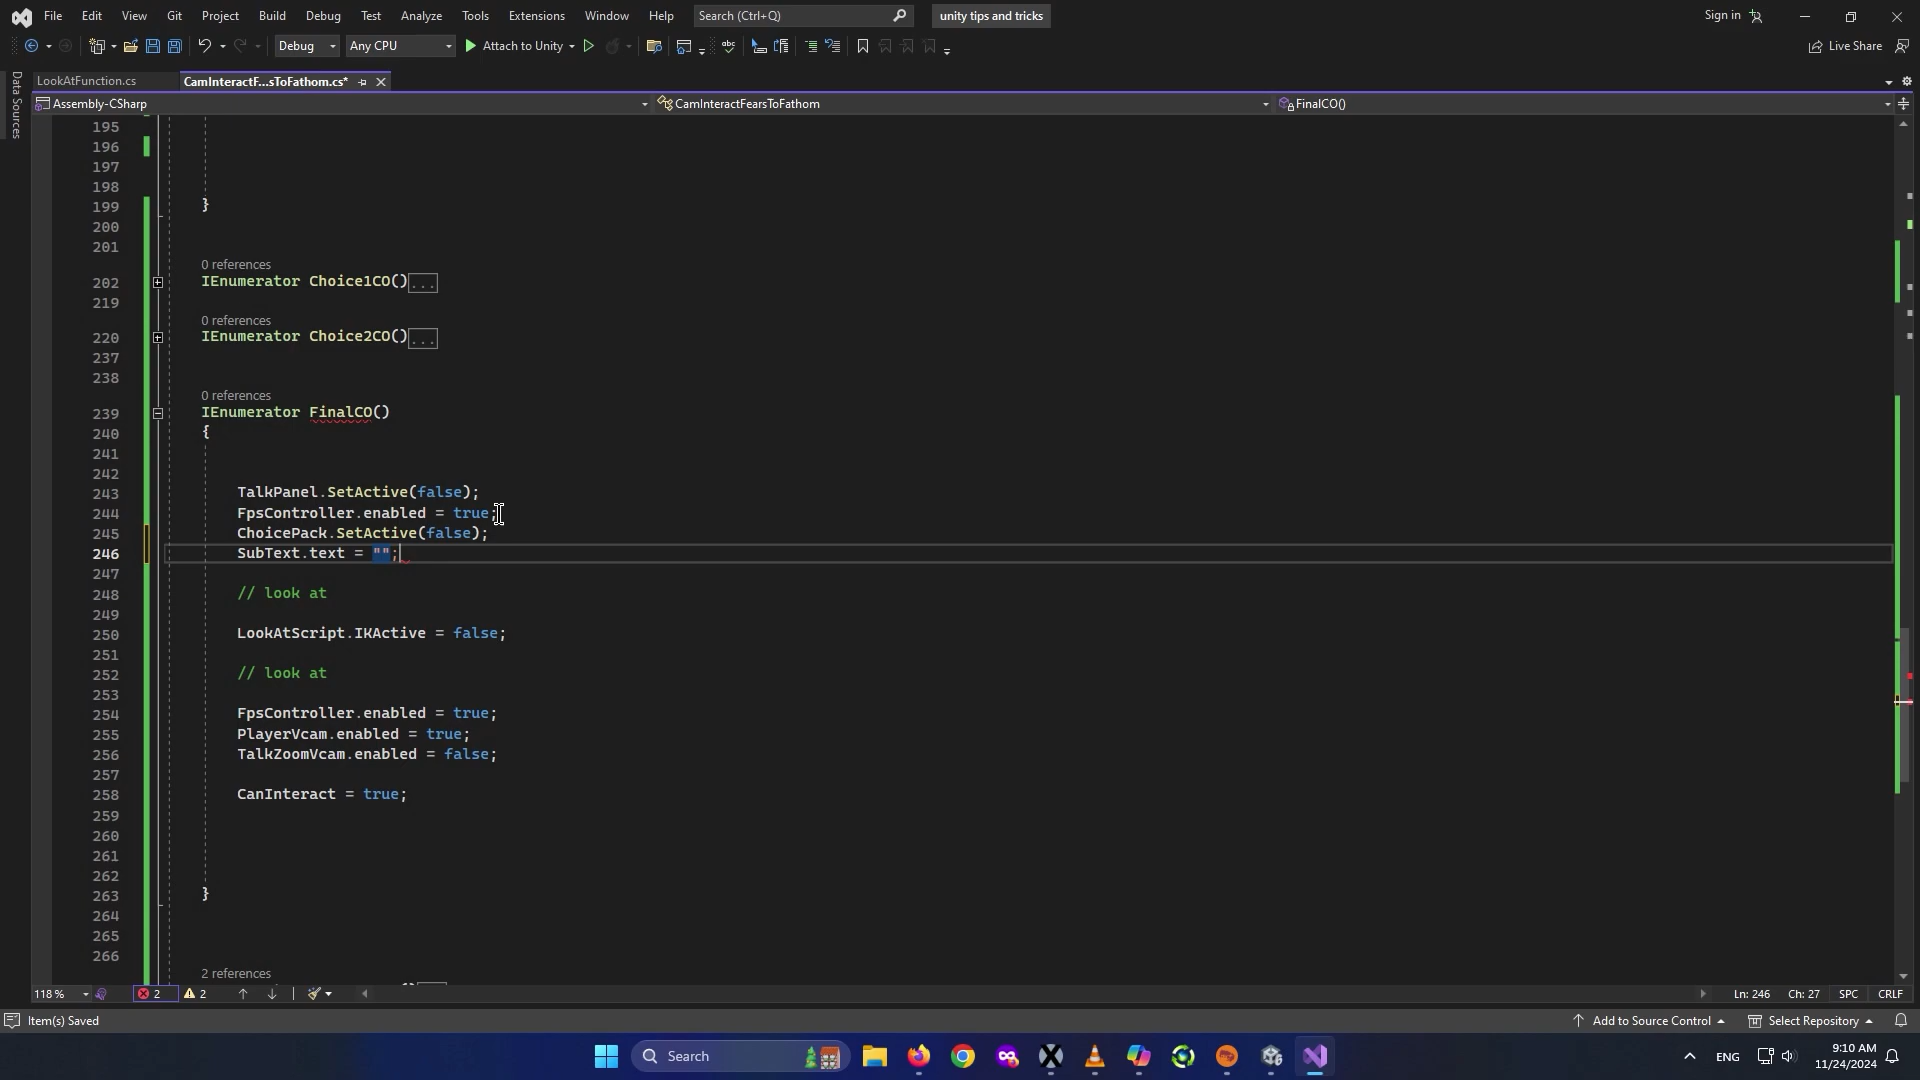 File Edit View Git Project Build Debug Test Analyze Tools Extensions Window Help Search (Ctrl+Q) unity tips and tricks Sign in
Debug Any CPU Attach to Unity Live Share
LookAtFunction.cs CamInteractF...sToFathom.cs*
Data Sources
Assembly-CSharp CamInteractFearsToFathom FinalCO()
195
196
197
198
199 }
200
201
0 references
202 IEnumerator Choice1CO()...
219
0 references
220 IEnumerator Choice2CO()...
237
238
0 references
239 IEnumerator FinalCO()
240 {
241
242
243 TalkPanel.SetActive(false);
244 FpsController.enabled = true;
245 ChoicePack.SetActive(false);
246 SubText.text = "";
247
248 // look at
249
250 LookAtScript.IKActive = false;
251
252 // look at
253
254 FpsController.enabled = true;
255 PlayerVcam.enabled = true;
256 TalkZoomVcam.enabled = false;
257
258 CanInteract = true;
259
260
261
262
263 }
264
265
266
2 references
118 % 2 2 Ln: 246 Ch: 27 SPC CRLF
Item(s) Saved Add to Source Control Select Repository
Search ENG 9:10 AM
11/24/2024